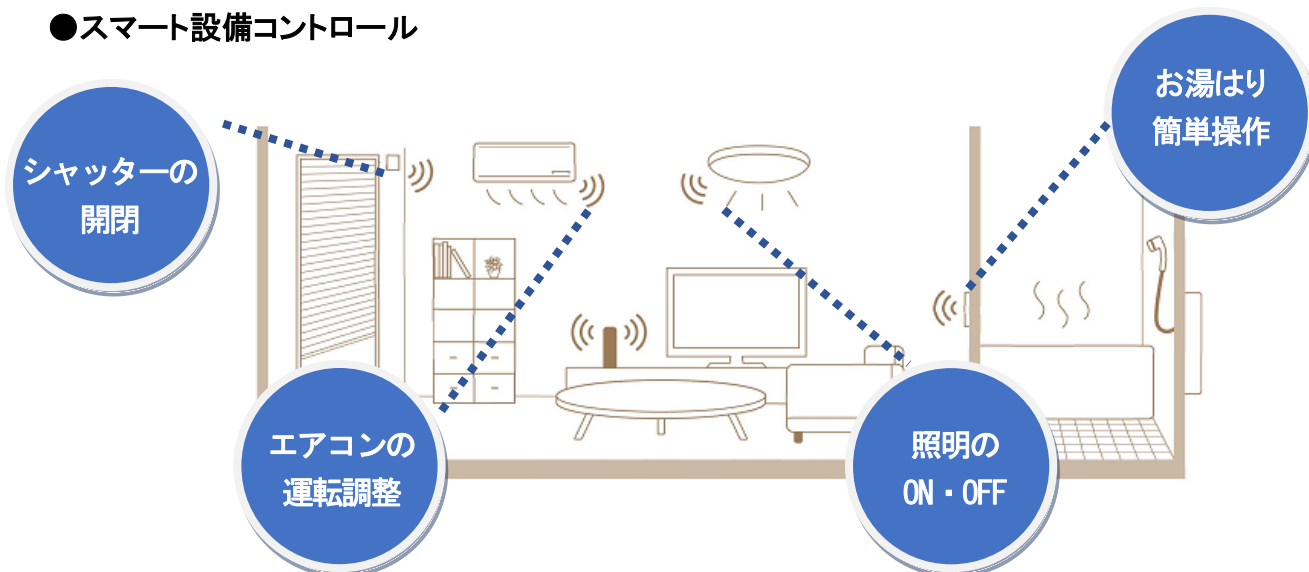 ●スマート設備コントロール
シャッターの
開閉
お湯はり
簡単操作
エアコンの
運転調整
照明の
ON・OFF